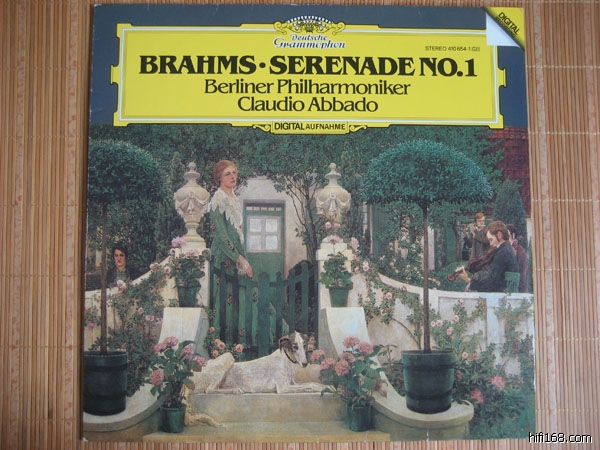 Deutsche
Grammophon
STEREO 410 654-1 GH
DIGITAL
BRAHMS · SERENADE NO.1
Berliner Philharmoniker
Claudio Abbado
DIGITAL AUFNAHME
hifi168.com